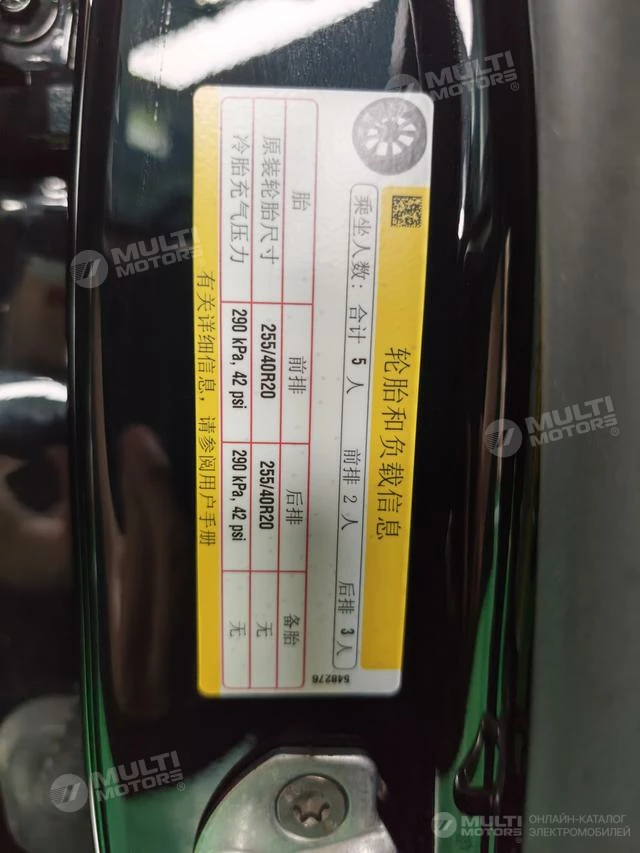 轮胎和负载信息
乘坐人数: 合计 5 人 前排 2 人 后排 3 人
胎 前排 后排 备胎
原装轮胎尺寸 255/40R20 255/40R20 无
冷胎充气压力 290 kPa, 42 psi 290 kPa, 42 psi 无
有关详细信息，请参阅用户手册
548276
MULTI
MOTORS®
MULTI
MOTORS®
MULTI
MOTORS®
MULTI
MOTORS®
MULTI
MOTORS®
ОНЛАЙН-КАТАЛОГ
ЭЛЕКТРОМОБИЛЕЙ